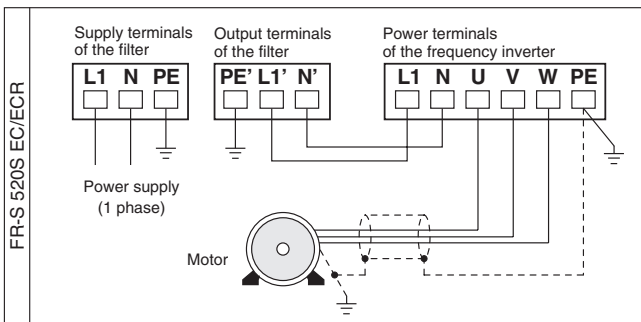 FR-S 520S EC/ECR
Supply terminals
of the filter
L1 N PE
Output terminals
of the filter
PE' L1' N'
Power terminals
of the frequency inverter
L1 N U V W PE
Power supply
(1 phase)
Motor